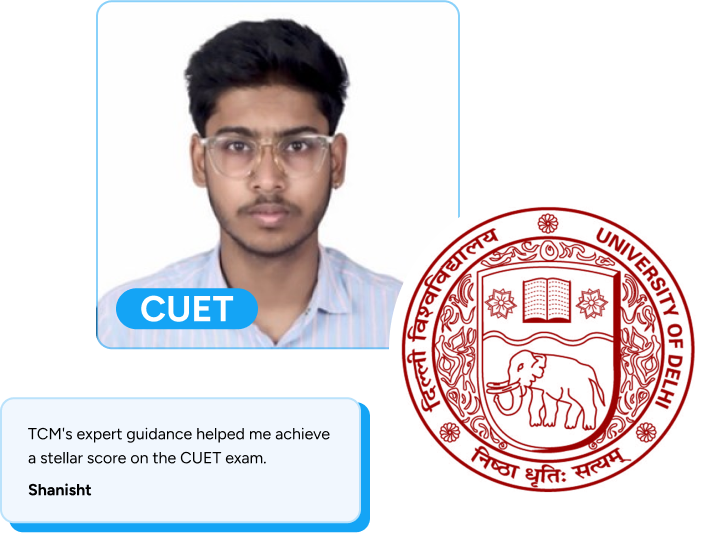 CUET
दिल्ली विश्वविद्यालय
UNIVERSITY OF DELHI
निष्ठा धृतिः सत्यम्
TCM's expert guidance helped me achieve
a stellar score on the CUET exam.
Shanisht